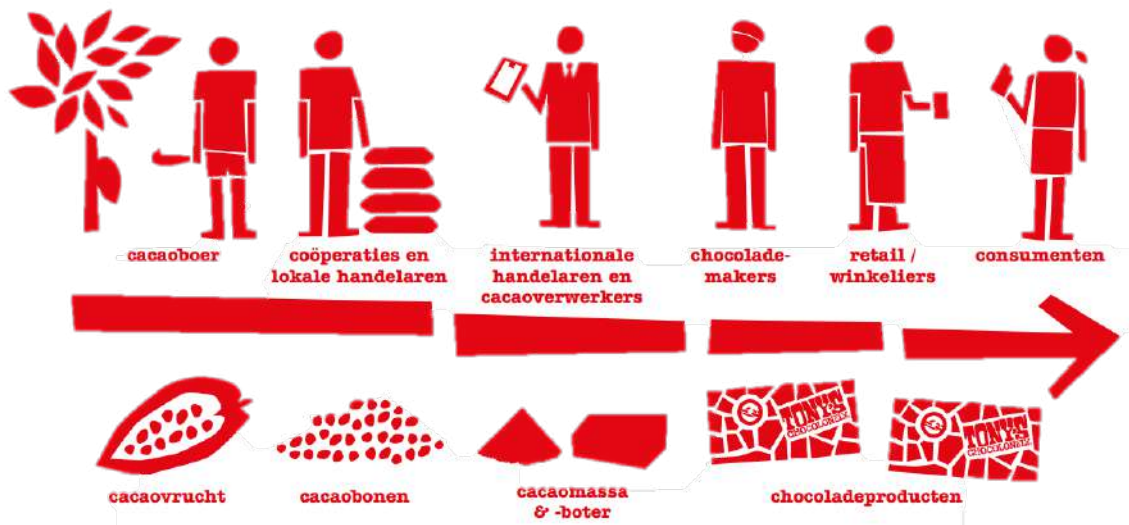 cacaoboer
coöperaties en
lokale handelaren
internationale
handelaren en
cacaoverwerkers
chocolade-
makers
retail /
winkeliers
consumenten
TONY'S
CHOCOLONELY
TONY'S
CHOCOLONELY
cacaovrucht
cacaobonen
cacaomassa
& -boter
chocoladeproducten